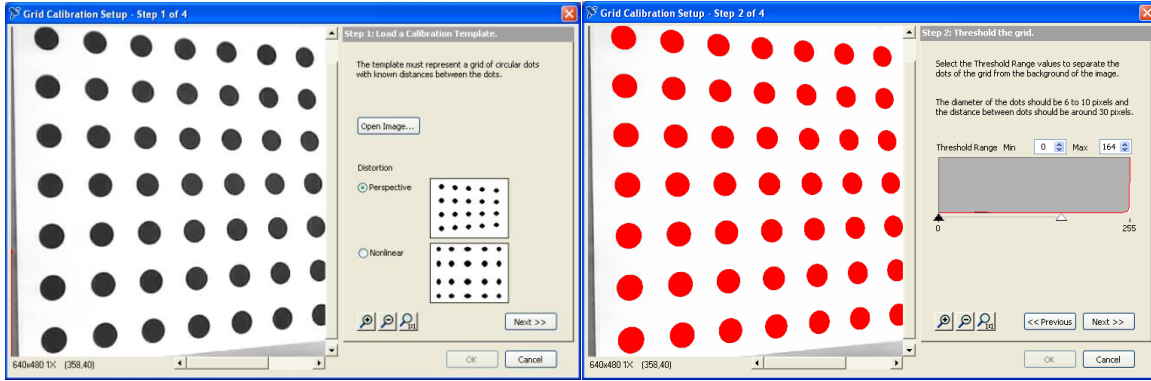 Grid Calibration Setup - Step 1 of 4
Step 1: Load a Calibration Template.
The template must represent a grid of circular dots
with known distances between the dots.
Open Image...
Distortion
Perspective
Nonlinear
1:1
Next >>
OK
Cancel
640x480 1X (358,40)
Grid Calibration Setup - Step 2 of 4
Step 2: Threshold the grid.
Select the Threshold Range values to separate the
dots of the grid from the background of the image.
The diameter of the dots should be 6 to 10 pixels and
the distance between dots should be around 30 pixels.
Threshold Range Min 0 Max 164
0 255
1:1
<< Previous Next >>
OK Cancel
640x480 1X (358,40)